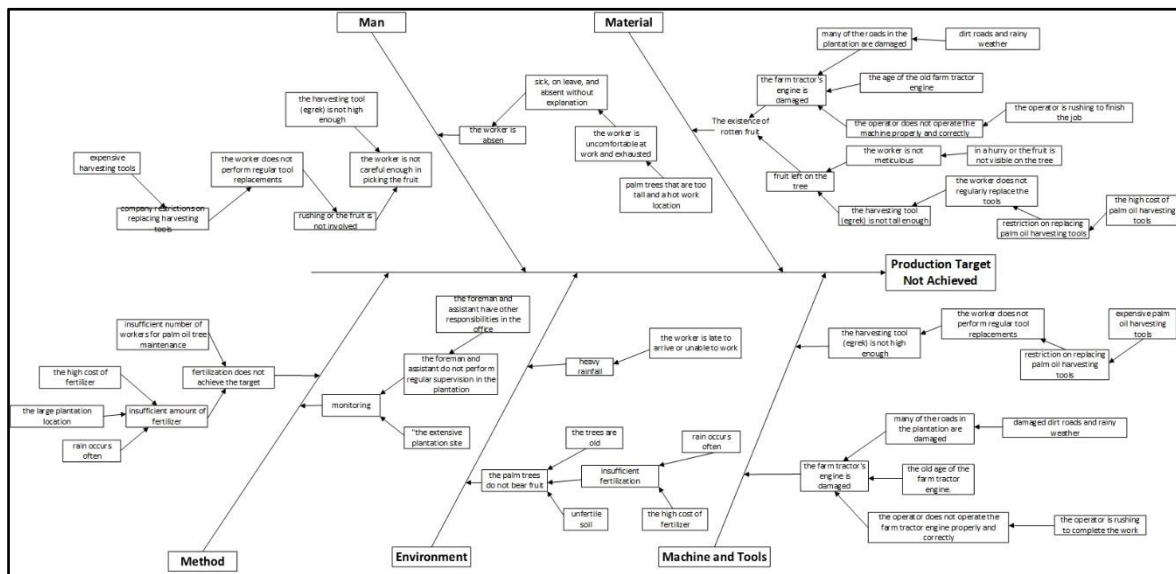 Man
Material
many of the roads in the
plantation are damaged
dirt roads and rainy
weather
sick, on leave, and
absent without
explanation
the farm tractor's
engine is
damaged
the age of the old farm tractor
engine
the harvesting tool
(egrek) is not high
enough
the worker is
absen
The existence of
rotten fruit
the operator does not operate the
machine properly and correctly
the operator is rushing to finish
the job
expensive
harvesting tools
the worker does not
perform regular tool
replacements
the worker is not
careful enough in
picking the fruit
the worker is
uncomfortable at
work and exhausted
the worker is not
meticulous
in a hurry or the fruit is
not visible on the tree
fruit left on the
tree
palm trees that are too
tall and a hot work
location
the worker does not
regularly replace the
tools
company restrictions on
replacing harvesting
tools
rushing or the fruit is
not involved
the harvesting tool
(egrek) is not tall enough
restriction on replacing
palm oil harvesting tools
the high cost of
palm oil harvesting
tools
Production Target
Not Achieved
the foreman and
assistant have other
responsibilities in the
office
insufficient number of
workers for palm oil tree
maintenance
the worker is late to
arrive or unable to work
the harvesting tool
(egrek) is not high
enough
the worker does not
perform regular tool
replacements
expensive palm
oil harvesting
tools
restriction on replacing
palm oil harvesting
tools
the high cost of
fertilizer
fertilization does not
achieve the target
the foreman and
assistant do not perform
regular supervision in the
plantation
heavy
rainfall
the large plantation
location
insufficient amount of
fertilizer
monitoring
rain occurs
often
"the extensive
plantation site
the trees are
old
rain occurs
often
many of the roads in
the plantation are
damaged
damaged dirt roads and rainy
weather
the palm trees
do not bear fruit
insufficient
fertilization
the farm tractor's
engine is
damaged
the old age of the
farm tractor
engine.
unfertile
soil
the high cost of
fertilizer
the operator does not operate the
farm tractor engine properly and
correctly
the operator is rushing
to complete the work
Method
Environment
Machine and Tools